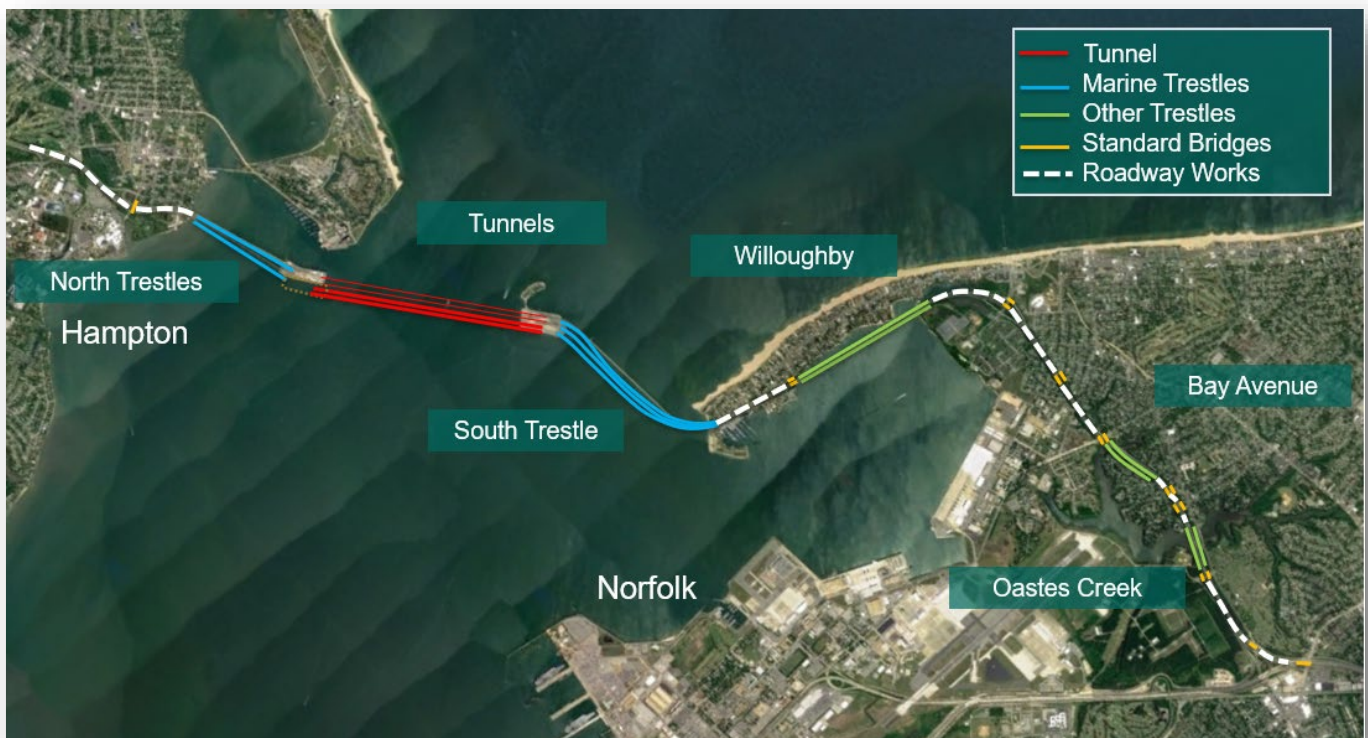 Tunnel
Marine Trestles
Other Trestles
Standard Bridges
Roadway Works
Tunnels
Willoughby
North Trestles
Hampton
Bay Avenue
South Trestle
Norfolk
Oastes Creek